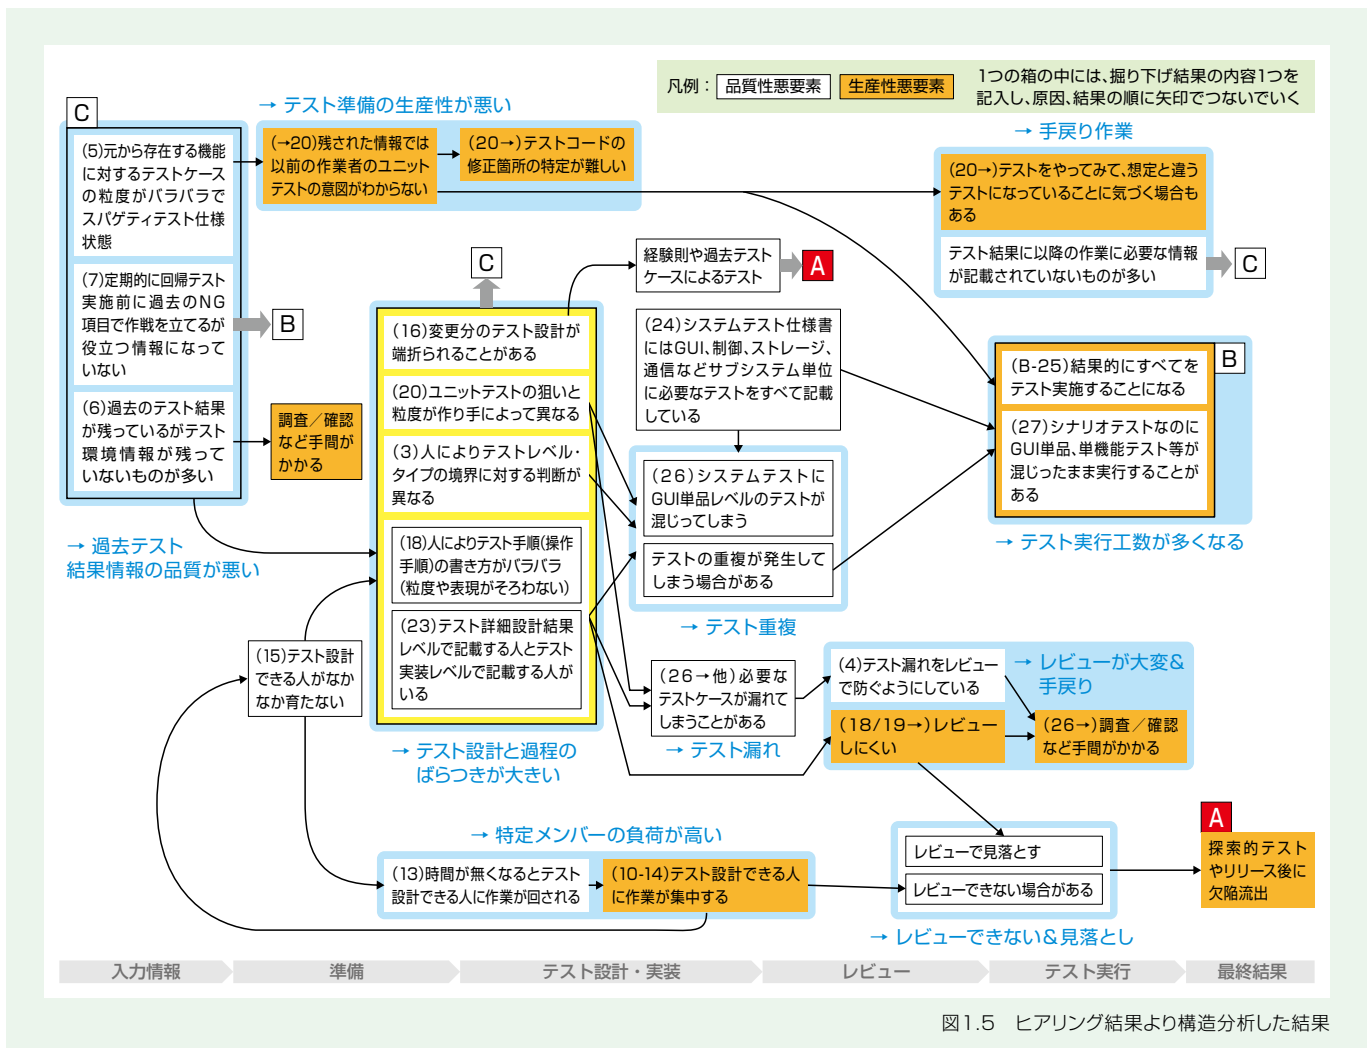 凡例：品質性悪要素 生産性悪要素
1つの箱の中には、掘り下げ結果の内容1つを
記入し、原因、結果の順に矢印でつないでいく
C
(5)元から存在する機能
に対するテストケース
の粒度がバラバラで
スパゲティテスト仕様
状態
(7)定期的に回帰テスト
実施前に過去のNG
項目で作戦を立てるが
役立つ情報になって
いない
(6)過去のテスト結果
が残っているがテスト
環境情報が残って
いないものが多い
→ 過去テスト
結果情報の品質が悪い
B
調査／確認
など手間が
かかる
→ テスト準備の生産性が悪い
(→20)残された情報では
以前の作業者のユニット
テストの意図がわからない
(20→)テストコードの
修正箇所の特定が難しい
→ 手戻り作業
(20→)テストをやってみて、想定と違う
テストになっていることに気づく場合も
ある
テスト結果に以降の作業に必要な情報
が記載されていないものが多い
C
C
(16)変更分のテスト設計が
端折られることがある
(20)ユニットテストの狙いと
粒度が作り手によって異なる
(3)人によりテストレベル・
タイプの境界に対する判断が
異なる
(18)人によりテスト手順(操作
手順)の書き方がバラバラ
(粒度や表現がそろわない)
(23)テスト詳細設計結果
レベルで記載する人とテスト
実装レベルで記載する人が
いる
→ テスト設計と過程の
ばらつきが大きい
経験則や過去テスト
ケースによるテスト
A
(24)システムテスト仕様書
にはGUI、制御、ストレージ、
通信などサブシステム単位
に必要なテストをすべて記載
している
(26)システムテストに
GUI単品レベルのテストが
混じってしまう
テストの重複が発生して
しまう場合がある
→ テスト重複
B
(B-25)結果的にすべてを
テスト実施することになる
(27)シナリオテストなのに
GUI単品、単機能テスト等が
混じったまま実行することが
ある
→ テスト実行工数が多くなる
(15)テスト設計
できる人がなか
なか育たない
(26→他)必要な
テストケースが漏れて
しまうことがある
→ テスト漏れ
(4)テスト漏れをレビュー
で防ぐようにしている
→ レビューが大変&
手戻り
(18/19→)レビュー
しにくい
(26→)調査／確認
など手間がかかる
→ 特定メンバーの負荷が高い
(13)時間が無くなるとテスト
設計できる人に作業が回される
(10-14)テスト設計できる人
に作業が集中する
レビューで見落とす
レビューできない場合がある
→ レビューできない&見落とし
A
探索的テスト
やリリース後に
欠陥流出
入力情報 準備 テスト設計・実装 レビュー テスト実行 最終結果
図1.5 ヒアリング結果より構造分析した結果